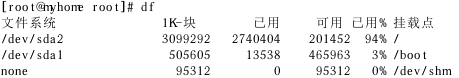 [root@myhome root]# df
文件系统 1K-块 已用 可用 已用% 挂载点
/dev/sda2 3099292 2740404 201452 94% /
/dev/sda1 505605 13538 465963 3% /boot
none 95312 0 95312 0% /dev/shm